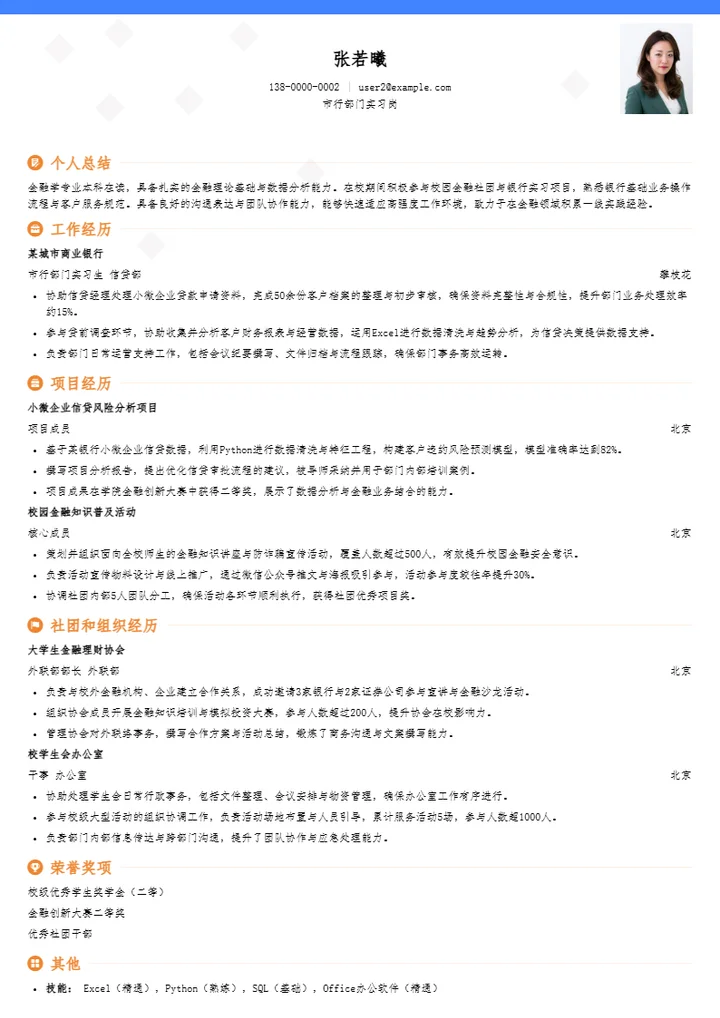 张若曦
138-0000-0002 | user2@example.com
市行部门实习岗
个人总结
金融学专业本科在读，具备扎实的金融理论基础与数据分析能力。在校期间积极参与校园金融社团与银行实习项目，熟悉银行基础业务操作
流程与客户服务规范。具备良好的沟通表达与团队协作能力，能够快速适应高强度工作环境，致力于在金融领域积累一线实践经验。
工作经历
某城市商业银行
市行部门实习生 信贷部 攀枝花
• 协助信贷经理处理小微企业贷款申请资料，完成50余份客户档案的整理与初步审核，确保资料完整性与合规性，提升部门业务处理效率
约15%。
• 参与贷前调查环节，协助收集并分析客户财务报表与经营数据，运用Excel进行数据清洗与趋势分析，为信贷决策提供数据支持。
• 负责部门日常运营支持工作，包括会议纪要撰写、文件归档与流程跟踪，确保部门事务高效运转。
项目经历
小微企业信贷风险分析项目
项目成员 北京
• 基于某银行小微企业信贷数据，利用Python进行数据清洗与特征工程，构建客户违约风险预测模型，模型准确率达到82%。
• 撰写项目分析报告，提出优化信贷审批流程的建议，被导师采纳并用于部门内部培训案例。
• 项目成果在学院金融创新大赛中获得二等奖，展示了数据分析与金融业务结合的能力。
校园金融知识普及活动
核心成员 北京
• 策划并组织面向全校师生的金融知识讲座与防诈骗宣传活动，覆盖人数超过500人，有效提升校园金融安全意识。
• 负责活动宣传物料设计与线上推广，通过微信公众号推文与海报吸引参与，活动参与度较往年提升30%。
• 协调社团内部5人团队分工，确保活动各环节顺利执行，获得社团优秀项目奖。
社团和组织经历
大学生金融理财协会
外联部部长 外联部 北京
• 负责与校外金融机构、企业建立合作关系，成功邀请3家银行与2家证券公司参与宣讲与金融沙龙活动。
• 组织协会成员开展金融知识培训与模拟投资大赛，参与人数超过200人，提升协会在校影响力。
• 管理协会对外联络事务，撰写合作方案与活动总结，锻炼了商务沟通与文案撰写能力。
校学生会办公室
干事 办公室 北京
• 协助处理学生会日常行政事务，包括文件整理、会议安排与物资管理，确保办公室工作有序进行。
• 参与校级大型活动的组织协调工作，负责活动场地布置与人员引导，累计服务活动5场，参与人数超1000人。
• 负责部门内部信息传达与跨部门沟通，提升了团队协作与应急处理能力。
荣誉奖项
校级优秀学生奖学金（二等）
金融创新大赛二等奖
优秀社团干部
其他
• 技能： Excel（精通），Python（熟练），SQL（基础），Office办公软件（精通）